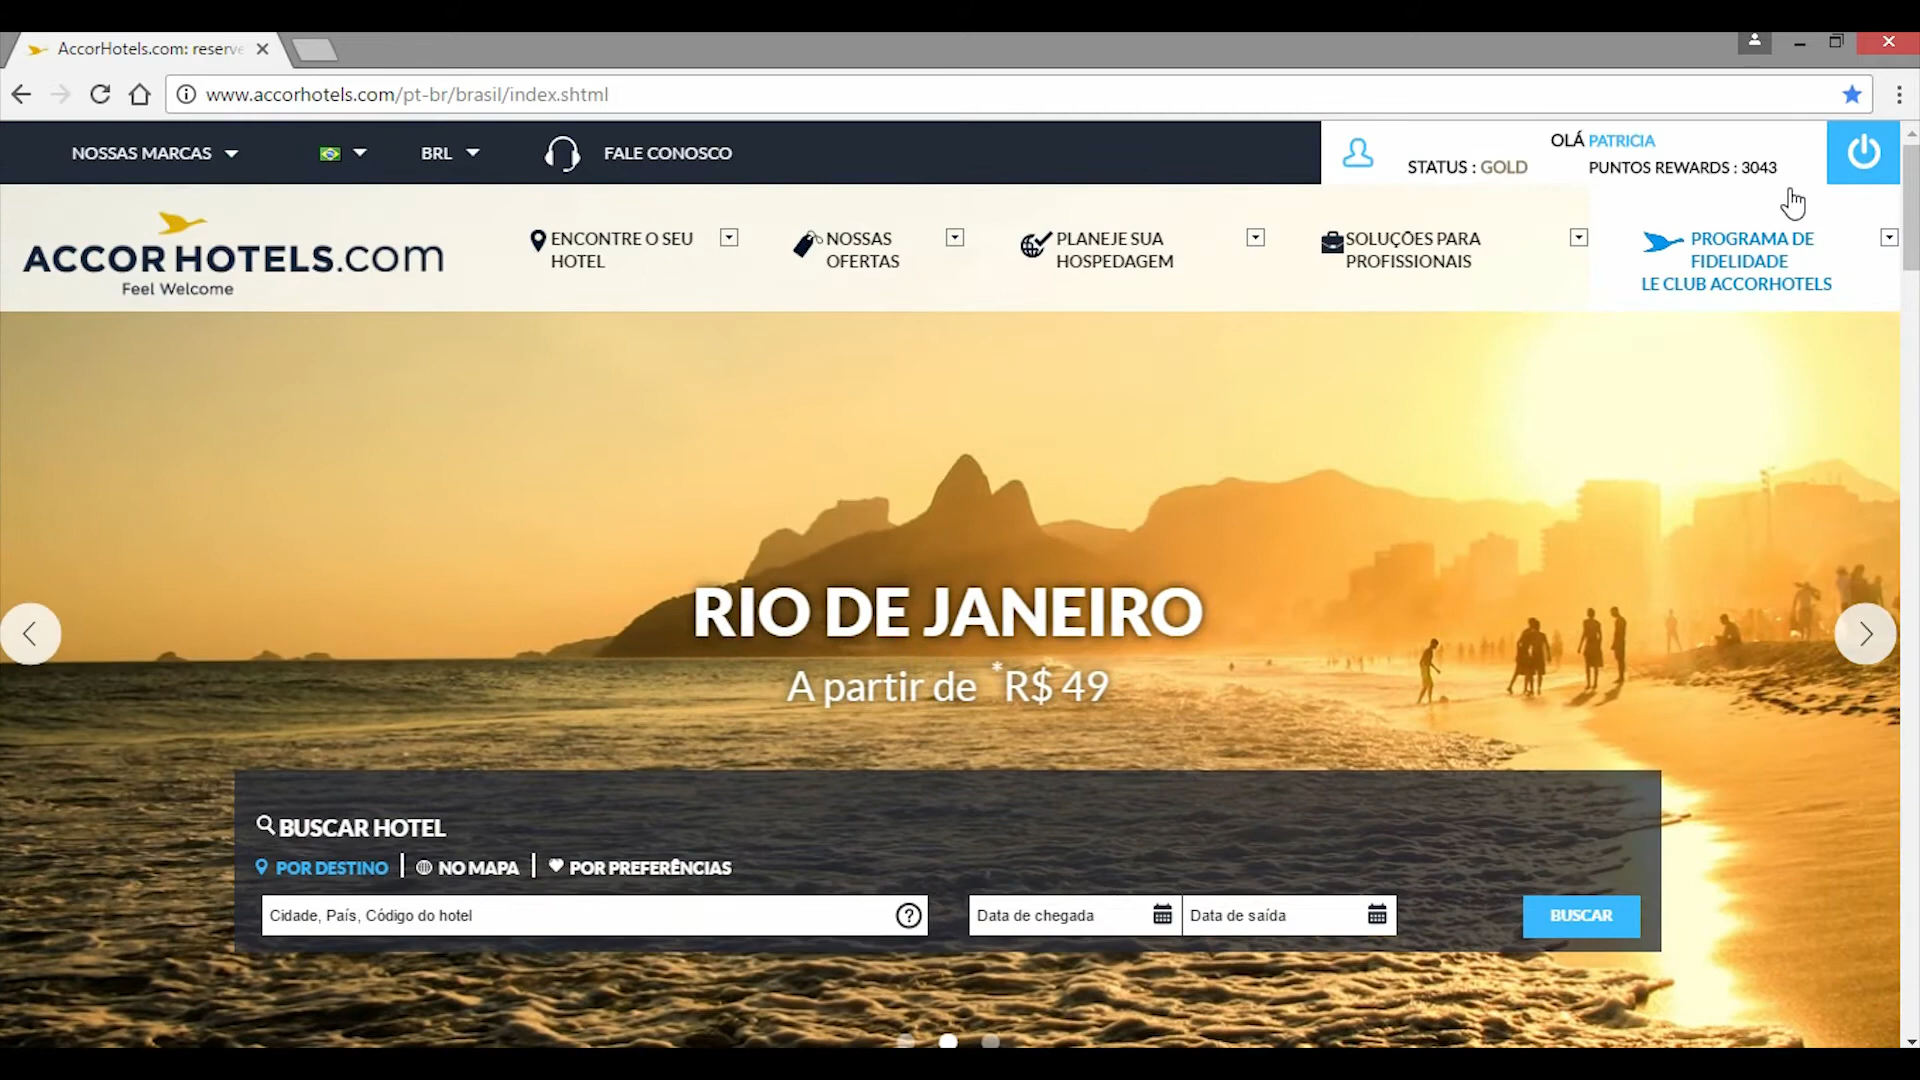 AccorHotels.com: reserve
www.accorhotels.com/pt-br/brasil/index.shtml
NOSSAS MARCAS
BRL
FALE CONOSCO
OLÁ PATRICIA
STATUS : GOLD
PUNTOS REWARDS : 3043
ACCOR HOTELS.com
Feel Welcome
ENCONTRE O SEU
HOTEL
NOSSAS
OFERTAS
PLANEJE SUA
HOSPEDAGEM
SOLUÇÕES PARA
PROFISSIONAIS
PROGRAMA DE
FIDELIDADE
LE CLUB ACCORHOTELS
RIO DE JANEIRO
A partir de *R$ 49
BUSCAR HOTEL
POR DESTINO | NO MAPA | POR PREFERÊNCIAS
Cidade, País, Código do hotel
Data de chegada
Data de saída
BUSCAR